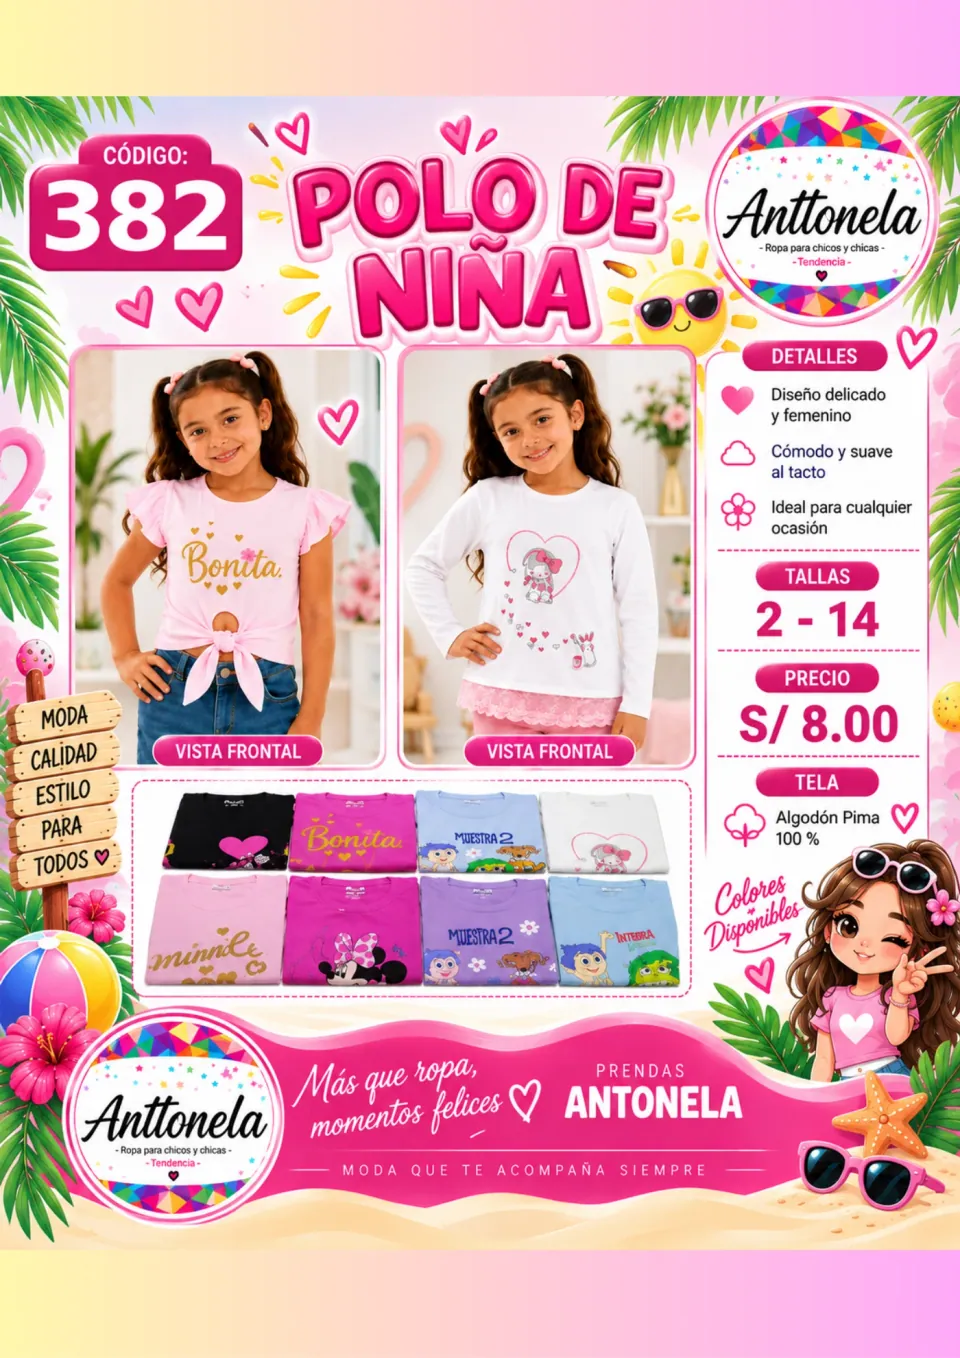 CÓDIGO:
382
POLO DE
NIÑA
Anttonela
- Ropa para chicos y chicas -
- Tendencia -
DETALLES
Diseño delicado
y femenino
Cómodo y suave
al tacto
Ideal para cualquier
ocasión
TALLAS
2 - 14
PRECIO
S/ 8.00
TELA
Algodón Pima
100 %
Bonita.
VISTA FRONTAL
VISTA FRONTAL
MODA
CALIDAD
ESTILO
PARA
TODOS
Bonita.
MUESTRA 2
minnie
MUESTRA 2
INTEGRA
Colores
Disponibles
Anttonela
- Ropa para chicos y chicas -
- Tendencia -
Más que ropa,
momentos felices
PRENDAS
ANTONELA
MODA QUE TE ACOMPAÑA SIEMPRE